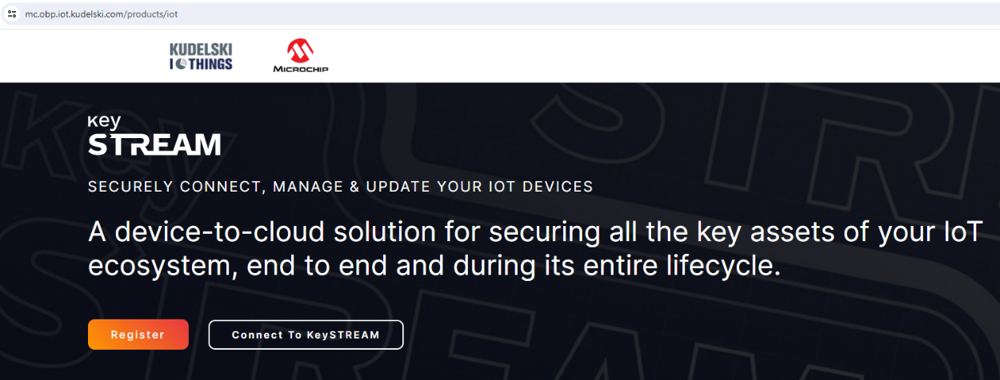 mc.obp.iot.kudelski.com/products/iot
KUDELSKI
IOTHINGS
MICROCHIP
key
STREAM
SECURELY CONNECT, MANAGE & UPDATE YOUR IOT DEVICES
A device-to-cloud solution for securing all the key assets of your IoT
ecosystem, end to end and during its entire lifecycle.
Register
Connect To KeySTREAM